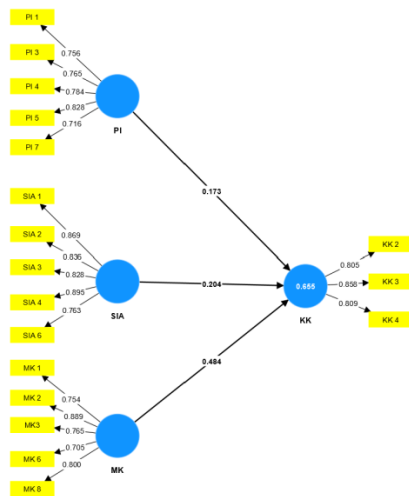 PI 1
PI 3
PI 4
PI 5
PI 7
0.756
0.765
0.784
0.828
0.716
PI
0.173
SIA 1
SIA 2
SIA 3
SIA 4
SIA 6
0.869
0.836
0.828
0.895
0.763
SIA
0.204
MK 1
MK 2
MK3
MK 6
MK 8
0.754
0.889
0.765
0.705
0.800
MK
0.484
0.655
KK
0.805
0.858
0.809
KK 2
KK 3
KK 4